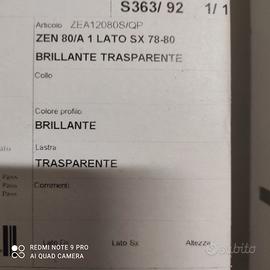 S363/ 92 1/ 1
Articolo ZEA12080S/QP
ZEN 80/A 1 LATO SX 78-80
BRILLANTE TRASPARENTE
Collo
Colore profilo
BRILLANTE
Lastra
TRASPARENTE
Commenti
Lato Sx Altezza
REDMI NOTE 9 PRO
AI QUAD CAMERA
subito